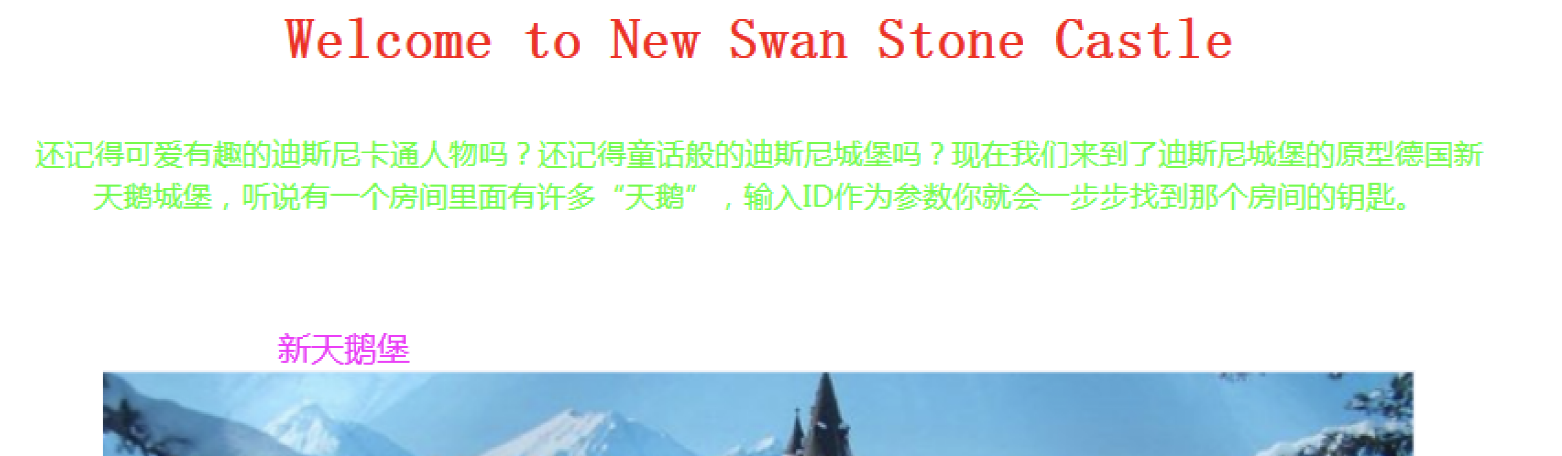 Welcome to New Swan Stone Castle
还记得可爱有趣的迪斯尼卡通人物吗？还记得童话般的迪斯尼城堡吗？现在我们来到了迪斯尼城堡的原型德国新
天鹅城堡，听说有一个房间里面有许多“天鹅”，输入ID作为参数你就会一步步找到那个房间的钥匙。
新天鹅堡